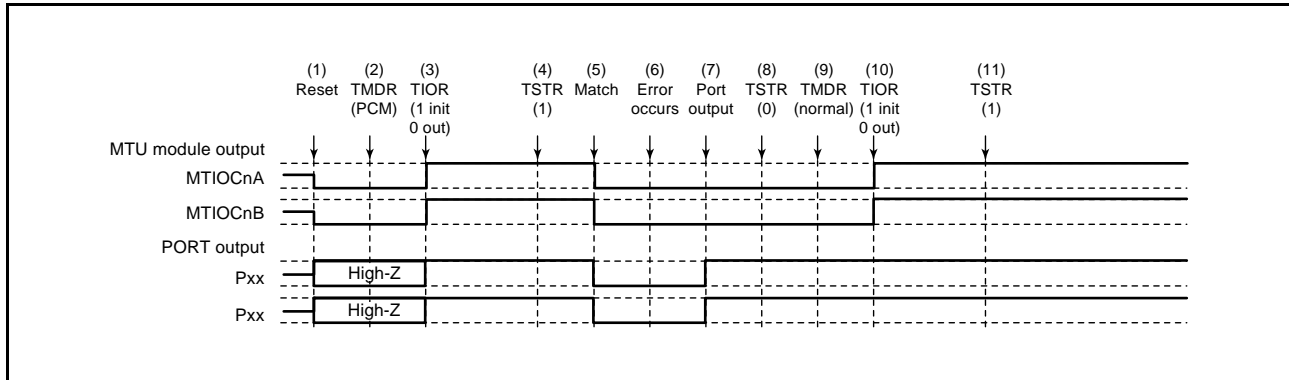 (1) (2) (3) (4) (5) (6) (7) (8) (9) (10) (11)
Reset TMDR TIOR TSTR Match Error Port TSTR TMDR TIOR TSTR
(PCM) (1 init (1) occurs output (0) (normal) (1 init (1)
0 out) 0 out)
MTU module output
MTIOCnA
MTIOCnB
PORT output
Pxx High-Z
Pxx High-Z